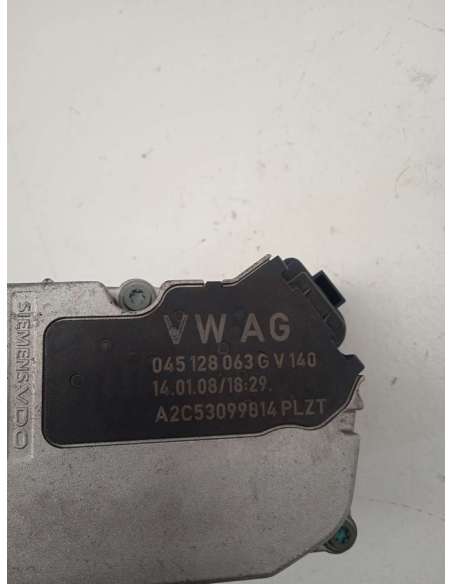 VW AG
045 128 063 G V 140
14.01.08/18:29.
A2C53099814 PLZT
SIEMENS VDO